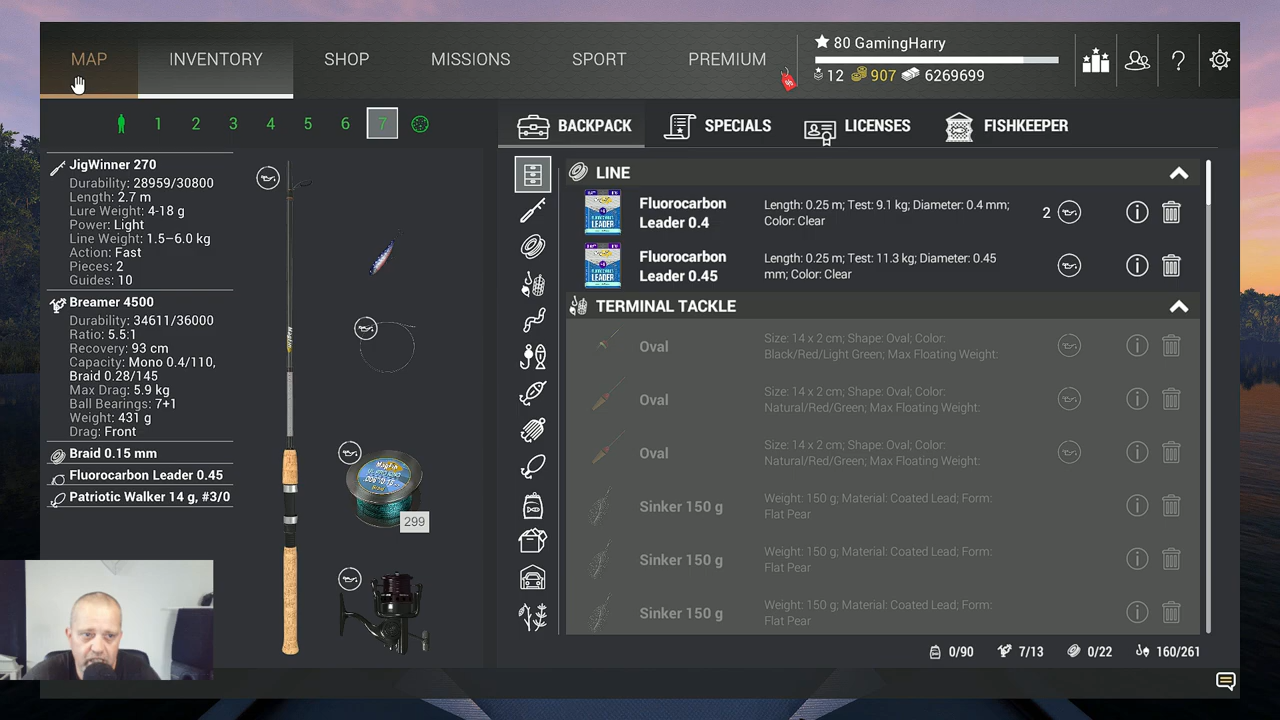 MAP
INVENTORY
SHOP
MISSIONS
SPORT
PREMIUM
80 GamingHarry
12 907 6269699
1 2 3 4 5 6 7
BACKPACK
SPECIALS
LICENSES
FISHKEEPER
JigWinner 270
Durability: 28959/30800
Length: 2.7 m
Lure Weight: 4-18 g
Power: Light
Line Weight: 1.5–6.0 kg
Action: Fast
Pieces: 2
Guides: 10
Breamer 4500
Durability: 34611/36000
Ratio: 5.5:1
Recovery: 93 cm
Capacity: Mono 0.4/110,
Braid 0.28/145
Max Drag: 5.9 kg
Ball Bearings: 7+1
Weight: 431 g
Drag: Front
Braid 0.15 mm
Fluorocarbon Leader 0.45
Patriotic Walker 14 g, #3/0
299
LINE
Fluorocarbon
Leader 0.4
Length: 0.25 m; Test: 9.1 kg; Diameter: 0.4 mm;
Color: Clear
2
Fluorocarbon
Leader 0.45
Length: 0.25 m; Test: 11.3 kg; Diameter: 0.45
mm; Color: Clear
TERMINAL TACKLE
Oval
Size: 14 x 2 cm; Shape: Oval; Color:
Black/Red/Light Green; Max Floating Weight:
Oval
Size: 14 x 2 cm; Shape: Oval; Color:
Natural/Red/Green; Max Floating Weight:
Oval
Size: 14 x 2 cm; Shape: Oval; Color:
Natural/Red/Green; Max Floating Weight:
Sinker 150 g
Weight: 150 g; Material: Coated Lead; Form:
Flat Pear
Sinker 150 g
Weight: 150 g; Material: Coated Lead; Form:
Flat Pear
Sinker 150 g
Weight: 150 g; Material: Coated Lead; Form:
Flat Pear
0/90 7/13 0/22 160/261